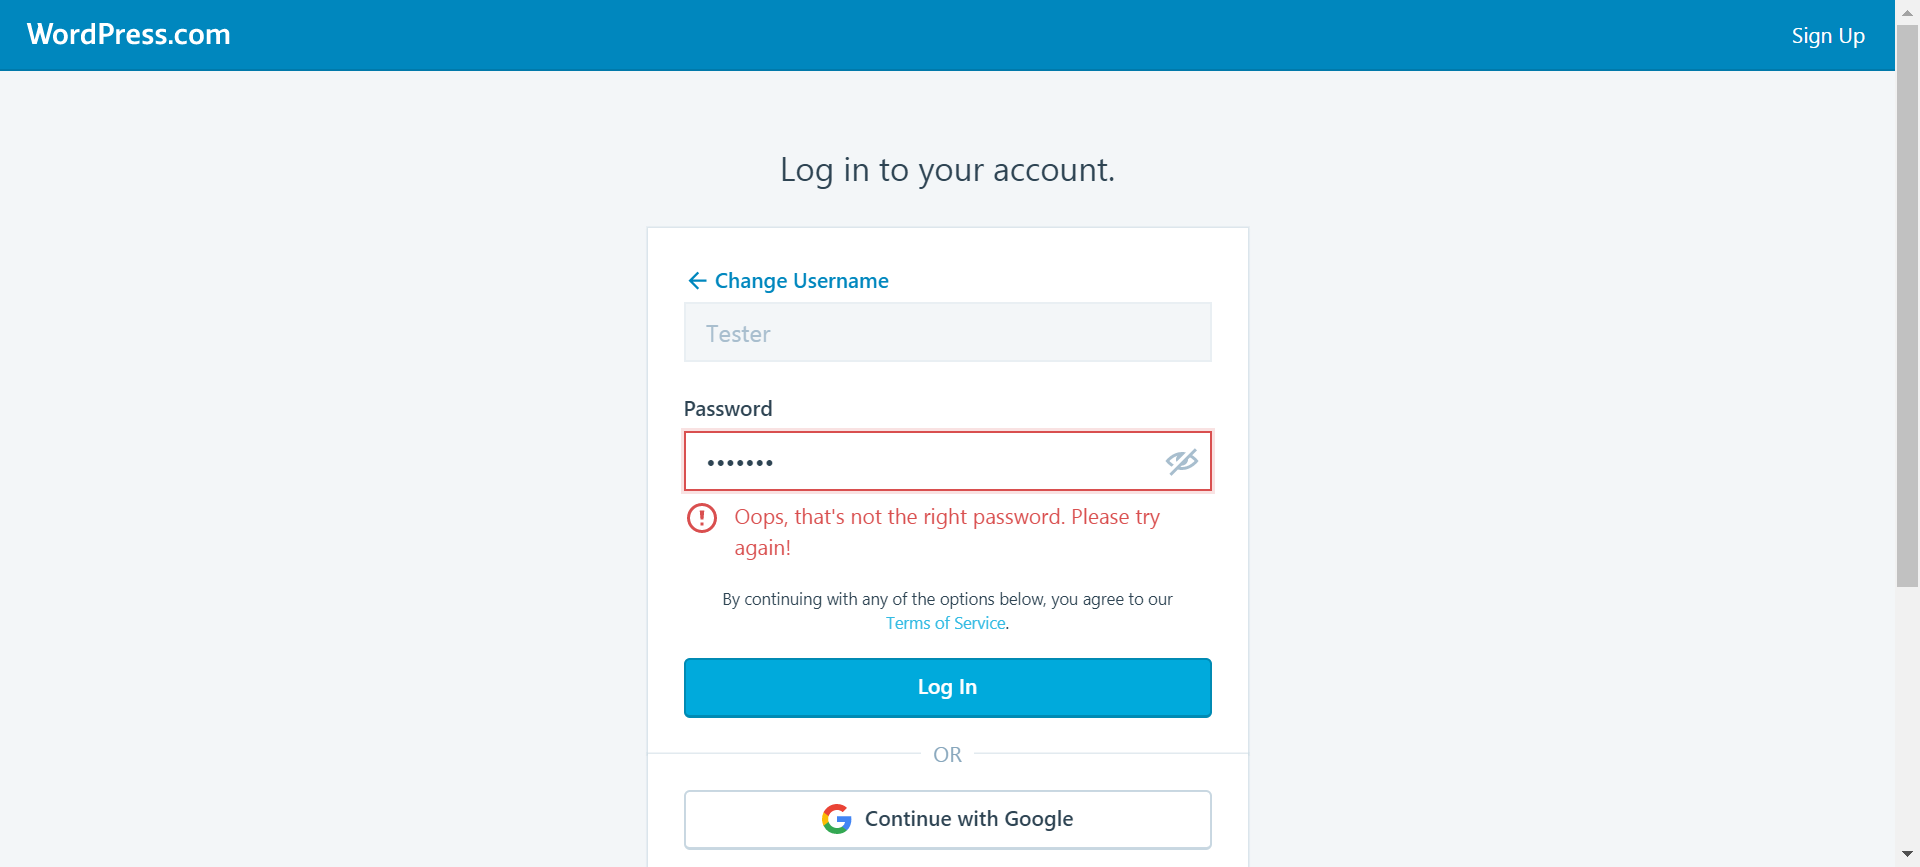 WordPress.com
Sign Up
Log in to your account.
Change Username
Tester
Password
•••••••
Oops, that's not the right password. Please try
again!
By continuing with any of the options below, you agree to our
Terms of Service.
Log In
OR
Continue with Google